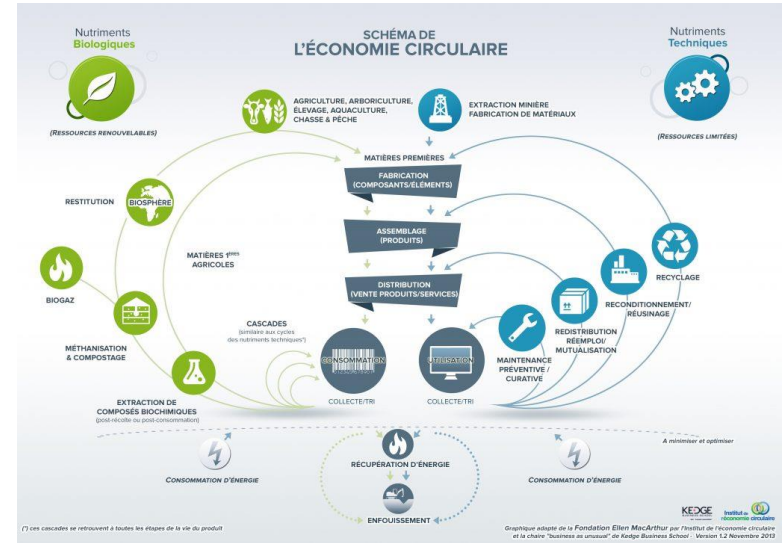 SCHÉMA DE
L'ÉCONOMIE CIRCULAIRE
Nutriments
Biologiques
(RESSOURCES RENOUVELABLES)
Nutriments
Techniques
(RESSOURCES LIMITÉES)
AGRICULTURE, ARBORICULTURE,
ÉLEVAGE, AQUACULTURE,
CHASSE & PÊCHE
EXTRACTION MINIÈRE
FABRICATION DE MATÉRIAUX
MATIÈRES PREMIÈRES
FABRICATION
(COMPOSANTS/ÉLÉMENTS)
RESTITUTION
BIOSPHÈRE
ASSEMBLAGE
(PRODUITS)
MATIÈRES 1ÈRES
AGRICOLES
RECYCLAGE
BIOGAZ
DISTRIBUTION
(VENTE PRODUITS/SERVICES)
RECONDITIONNEMENT/
RÉUSINAGE
CASCADES
(similaire aux cycles
des nutriments techniques*)
REDISTRIBUTION
RÉEMPLOI/
MUTUALISATION
MÉTHANISATION
& COMPOSTAGE
CONSOMMATION
UTILISATION
MAINTENANCE
PRÉVENTIVE /
CURATIVE
EXTRACTION DE
COMPOSÉS BIOCHIMIQUES
(post-récolte ou post-consommation)
COLLECTE/TRI
COLLECTE/TRI
A minimiser et optimiser
RÉCUPÉRATION D'ÉNERGIE
CONSOMMATION D'ÉNERGIE
CONSOMMATION D'ÉNERGIE
ENFOUISSEMENT
KEDGE
Institut de
l'économie circulaire
(*) ces cascades se retrouvent à toutes les étapes de la vie du produit
Graphique adapté de la Fondation Ellen MacArthur par l'Institut de l'économie circulaire
et la chaire "business as unusual" de Kedge Business School - Version 1.2 Novembre 2013